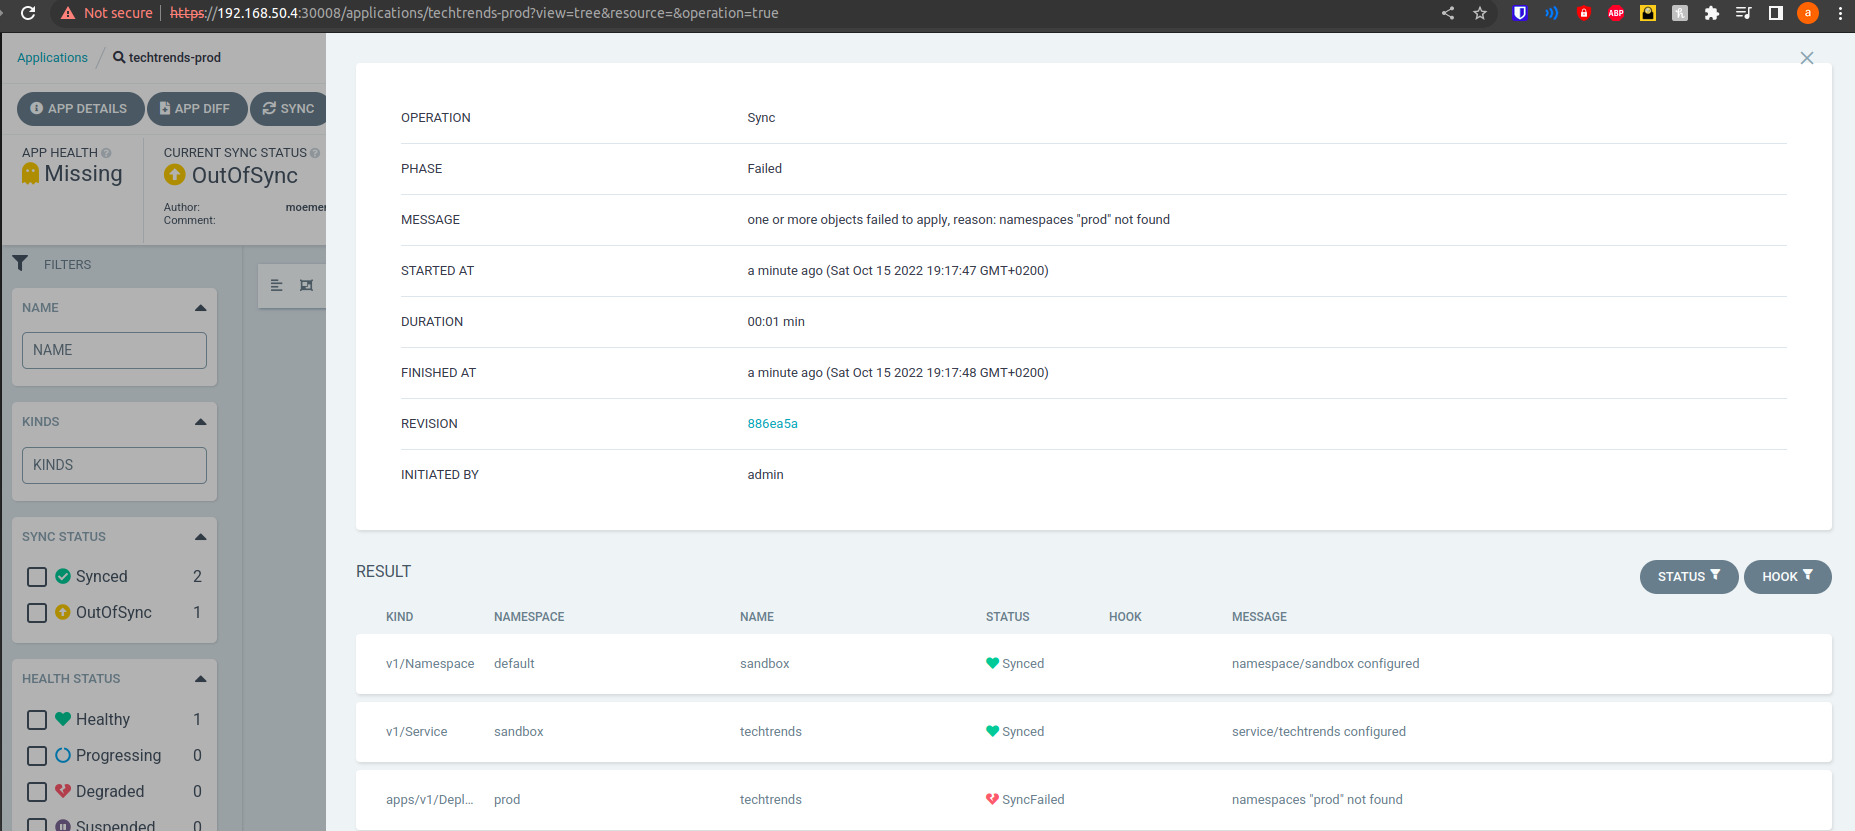 Not secure https://192.168.50.4:30008/applications/techtrends-prod?view=tree&resource=&operation=true
ABP
a
Applications / techtrends-prod
APP DETAILS APP DIFF SYNC
APP HEALTH CURRENT SYNC STATUS
Missing OutOfSync
Author: moemer
Comment:
FILTERS
NAME
NAME
KINDS
KINDS
SYNC STATUS
Synced 2
OutOfSync 1
HEALTH STATUS
Healthy 1
Progressing 0
Degraded 0
Suspended 0
OPERATION Sync
PHASE Failed
MESSAGE one or more objects failed to apply, reason: namespaces "prod" not found
STARTED AT a minute ago (Sat Oct 15 2022 19:17:47 GMT+0200)
DURATION 00:01 min
FINISHED AT a minute ago (Sat Oct 15 2022 19:17:48 GMT+0200)
REVISION 886ea5a
INITIATED BY admin
RESULT STATUS HOOK
KIND NAMESPACE NAME STATUS HOOK MESSAGE
v1/Namespace default sandbox Synced namespace/sandbox configured
v1/Service sandbox techtrends Synced service/techtrends configured
apps/v1/Depl... prod techtrends SyncFailed namespaces "prod" not found